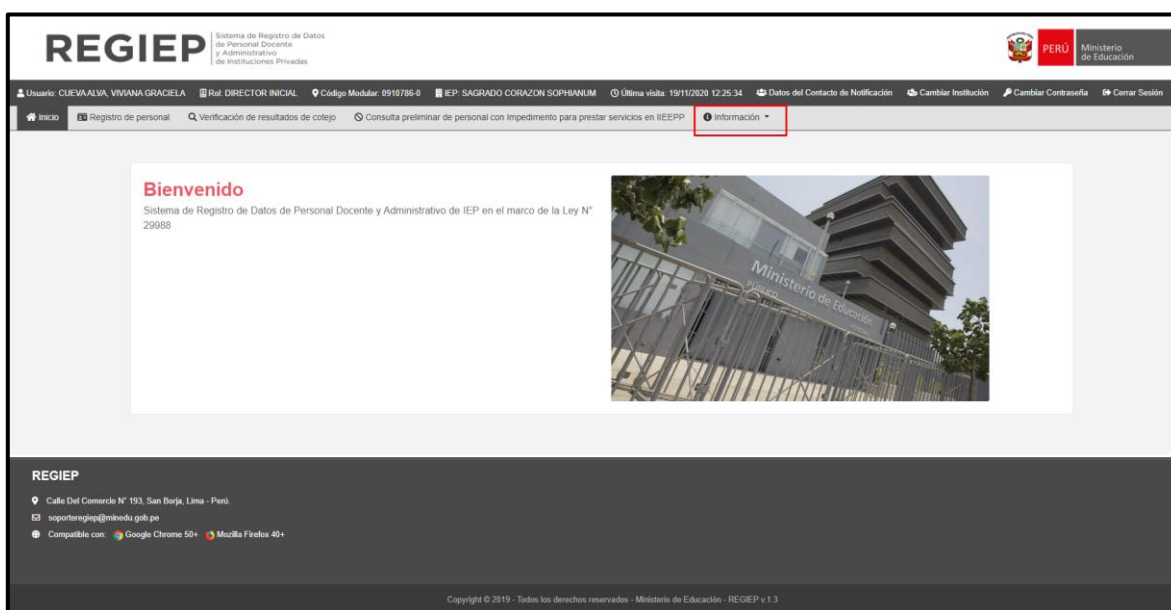 REGIEP
Sistema de Registro de Datos
de Personal Docente
y Administrativo
de Instituciones Privadas
PERÚ
Ministerio
de Educación
Usuario: CUEVA ALVA, VIVIANA GRACIELA Rol: DIRECTOR INICIAL Código Modular: 0910786-0 IEP: SAGRADO CORAZON SOPHIANUM Última visita: 19/11/2020 12:25:34 Datos del Contacto de Notificación Cambiar Institución Cambiar Contraseña Cerrar Sesión
Inicio Registro de personal Verificación de resultados de cotejo Consulta preliminar de personal con Impedimento para prestar servicios en IIEEPP Información
Bienvenido
Sistema de Registro de Datos de Personal Docente y Administrativo de IEP en el marco de la Ley N°
29988
Ministerio de Educación
PÚBLICO
REGIEP
Calle Del Comercio N° 193, San Borja, Lima - Perú.
soporteregiep@minedu.gob.pe
Compatible con: Google Chrome 50+ Mozilla Firefox 40+
Copyright © 2019 - Todos los derechos reservados - Ministerio de Educación - REGIEP v.1.3